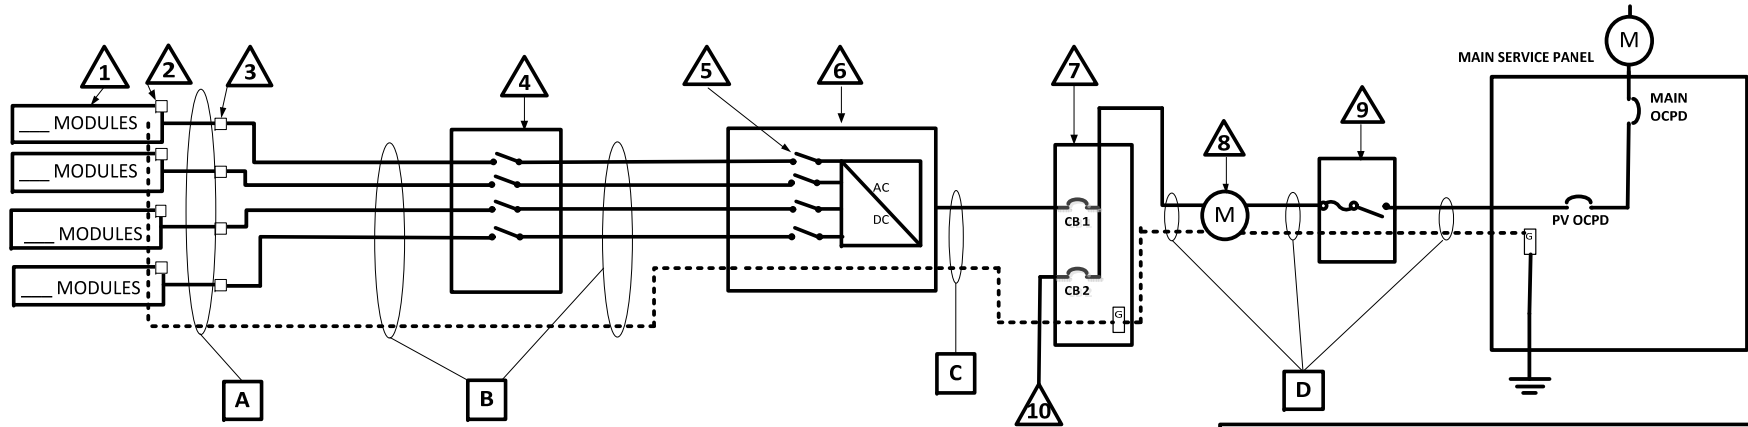 1
2
3
4
5
6
7
8
9
M
MAIN SERVICE PANEL
MAIN
OCPD
___ MODULES
___ MODULES
___ MODULES
___ MODULES
AC
DC
CB 1
CB 2
G
M
PV OCPD
G
A
B
C
10
D